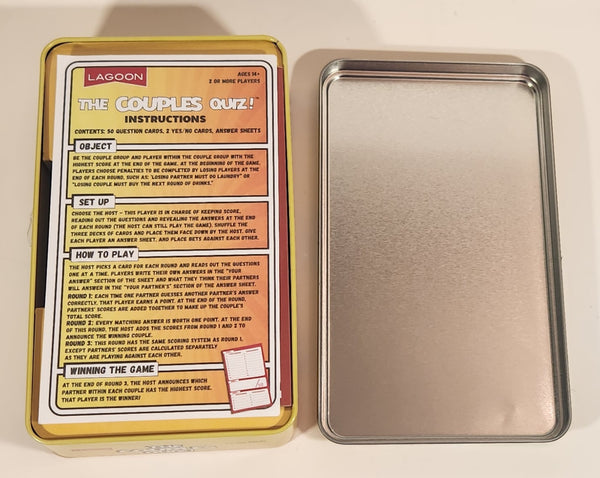 LAGOON
AGES 14+
2 OR MORE PLAYERS
THE COUPLES QUIZ!
INSTRUCTIONS
CONTENTS: 50 QUESTION CARDS, 2 YES/NO CARDS, ANSWER SHEETS
OBJECT
BE THE COUPLE GROUP AND PLAYER WITHIN THE COUPLE GROUP WITH THE
HIGHEST SCORE AT THE END OF THE GAME. AT THE BEGINNING OF THE GAME,
PLAYERS CHOOSE PENALTIES TO BE COMPLETED BY LOSING PLAYERS AT THE
END OF EACH ROUND, SUCH AS: "LOSING PARTNER MUST DO LAUNDRY" OR
"LOSING COUPLE MUST BUY THE NEXT ROUND OF DRINKS."
SET UP
CHOOSE THE HOST – THIS PLAYER IS IN CHARGE OF KEEPING SCORE,
READING OUT THE QUESTIONS AND REVEALING THE ANSWERS AT THE END
OF EACH ROUND (THE HOST CAN STILL PLAY THE GAME). SHUFFLE THE
THREE DECKS OF CARDS AND PLACE THEM FACE DOWN BY THE HOST. GIVE
EACH PLAYER AN ANSWER SHEET, AND PLACE BETS AGAINST EACH OTHER.
HOW TO PLAY
THE HOST PICKS A CARD FOR EACH ROUND AND READS OUT THE QUESTIONS
ONE AT A TIME. PLAYERS WRITE THEIR OWN ANSWERS IN THE "YOUR
ANSWER" SECTION OF THE SHEET AND WHAT THEY THINK THEIR PARTNERS
WILL ANSWER IN THE "YOUR PARTNER'S" SECTION OF THE ANSWER SHEET.
ROUND 1: EACH TIME ONE PARTNER GUESSES ANOTHER PARTNER'S ANSWER
CORRECTLY, THAT PLAYER EARNS A POINT. AT THE END OF THE ROUND,
PARTNERS' SCORES ARE ADDED TOGETHER TO MAKE UP THE COUPLE'S
TOTAL SCORE.
ROUND 2: EVERY MATCHING ANSWER IS WORTH ONE POINT. AT THE END
OF THIS ROUND, THE HOST ADDS THE SCORES FROM ROUND 1 AND 2 TO
ANNOUNCE THE WINNING COUPLE.
ROUND 3: THIS ROUND HAS THE SAME SCORING SYSTEM AS ROUND 1,
EXCEPT PARTNERS' SCORES ARE CALCULATED SEPARATELY
AS THEY ARE PLAYING AGAINST EACH OTHER.
WINNING THE GAME
AT THE END OF ROUND 3, THE HOST ANNOUNCES WHICH
PARTNER WITHIN EACH COUPLE HAS THE HIGHEST SCORE.
THAT PLAYER IS THE WINNER!